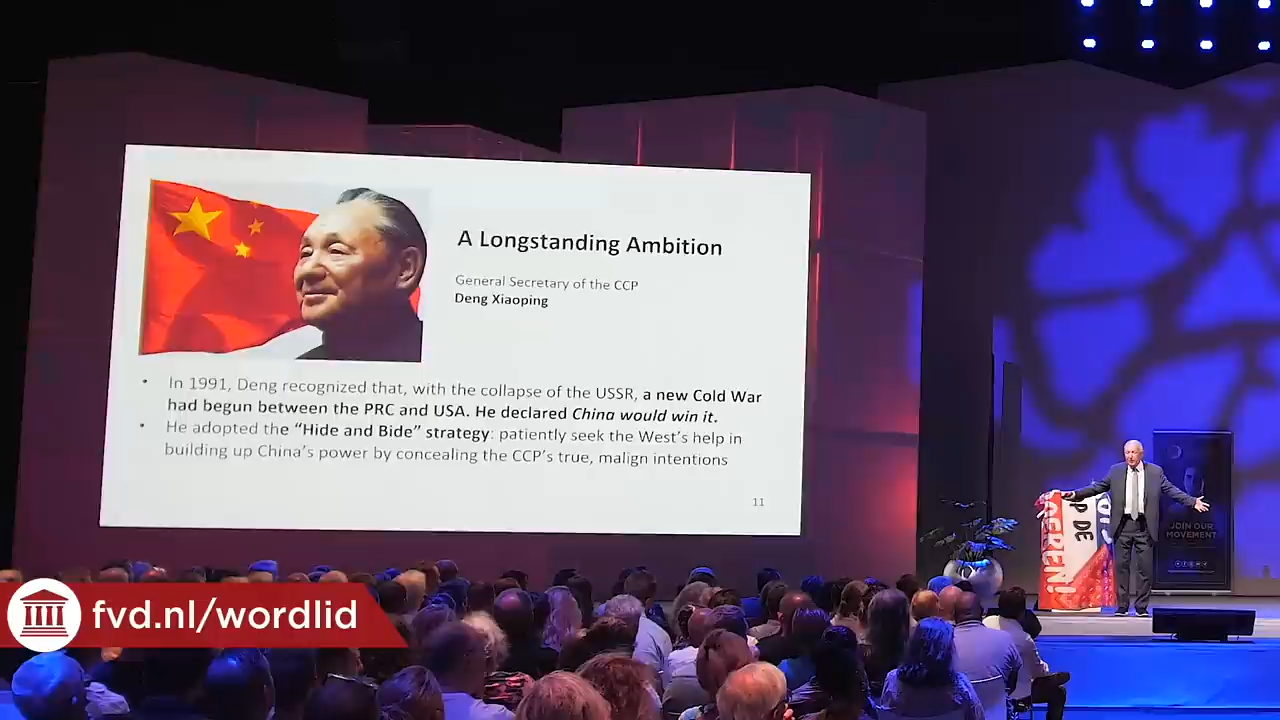 A Longstanding Ambition
General Secretary of the CCP
Deng Xiaoping
• In 1991, Deng recognized that, with the collapse of the USSR, a new Cold War
had begun between the PRC and USA. He declared China would win it.
• He adopted the “Hide and Bide” strategy: patiently seek the West's help in
building up China's power by concealing the CCP's true, malign intentions
11
P DE
JOIN OUR
MOVEMENT
fvd.nl/wordlid